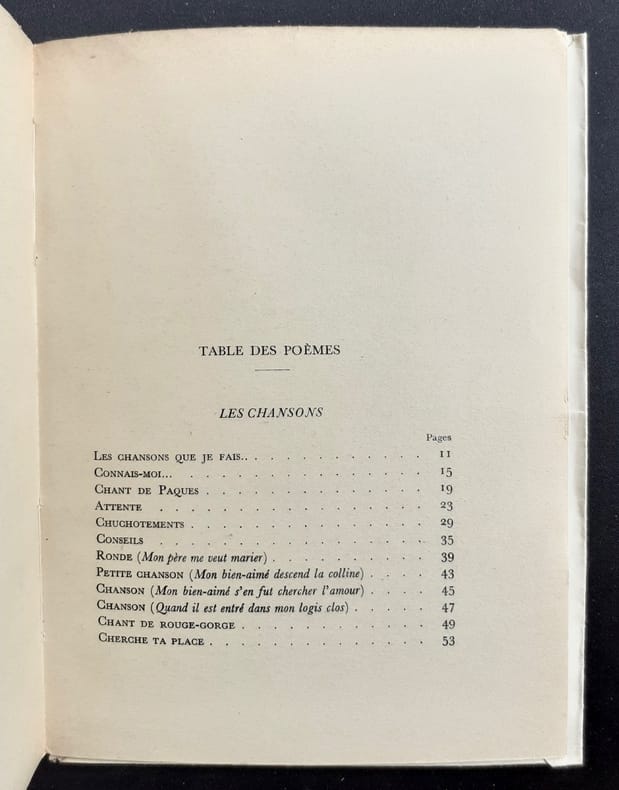 TABLE DES POÈMES
LES CHANSONS
Pages
LES CHANSONS QUE JE FAIS.. . . . . . . . . . . 11
CONNAIS-MOI... . . . . . . . . . . . . 15
CHANT DE PAQUES . . . . . . . . . . . . 19
ATTENTE . . . . . . . . . . . . . . 23
CHUCHOTEMENTS . . . . . . . . . . . . 29
CONSEILS . . . . . . . . . . . . . . 35
RONDE (Mon père me veut marier) . . . . . . . . 39
PETITE CHANSON (Mon bien-aimé descend la colline) . . . . 43
CHANSON (Mon bien-aimé s'en fut chercher l'amour) . . . . 45
CHANSON (Quand il est entré dans mon logis clos) . . . . . 47
CHANT DE ROUGE-GORGE . . . . . . . . . . 49
CHERCHE TA PLACE . . . . . . . . . . . . 53